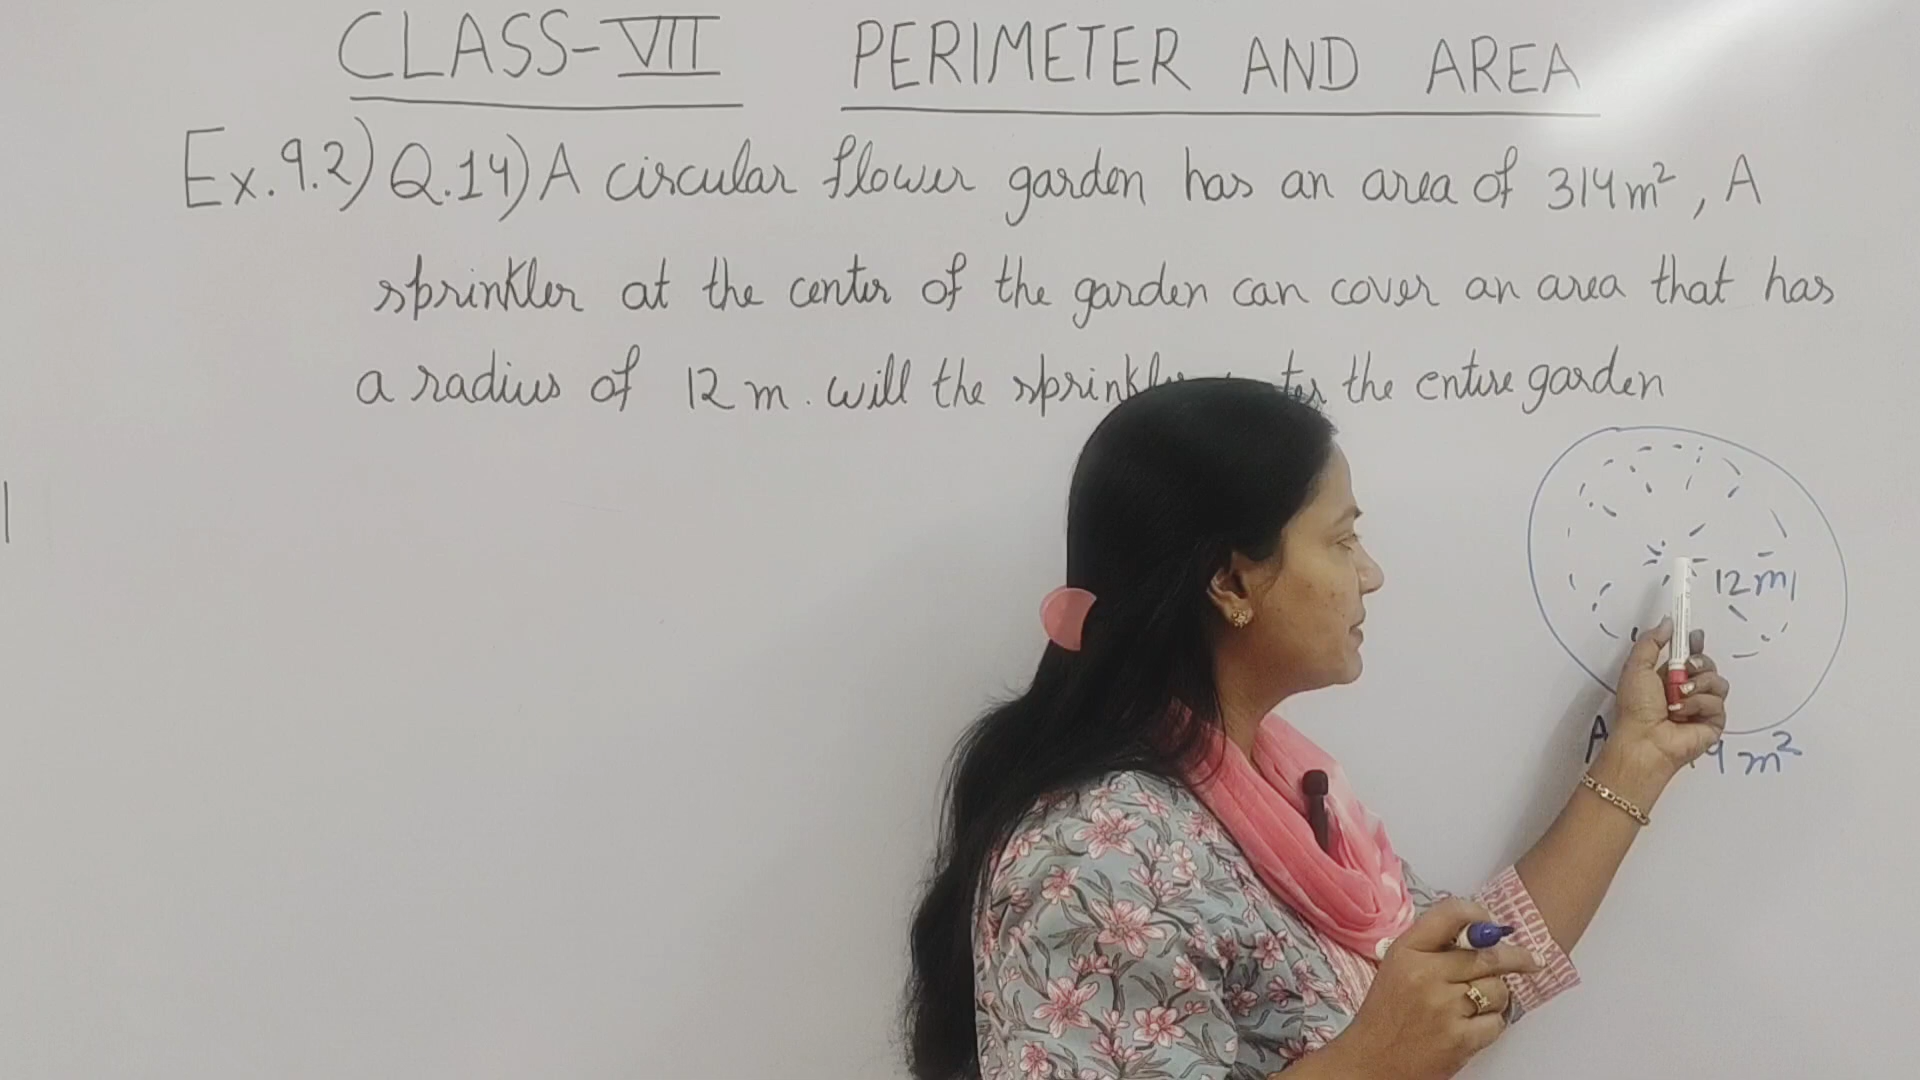 CLASS-VII PERIMETER AND AREA
Ex.9.2) Q.14) A circular flower garden has an area of 314m², A
sprinkler at the center of the garden can cover an area that has
a radius of 12 m. will the the entire garden
12m
A
m²